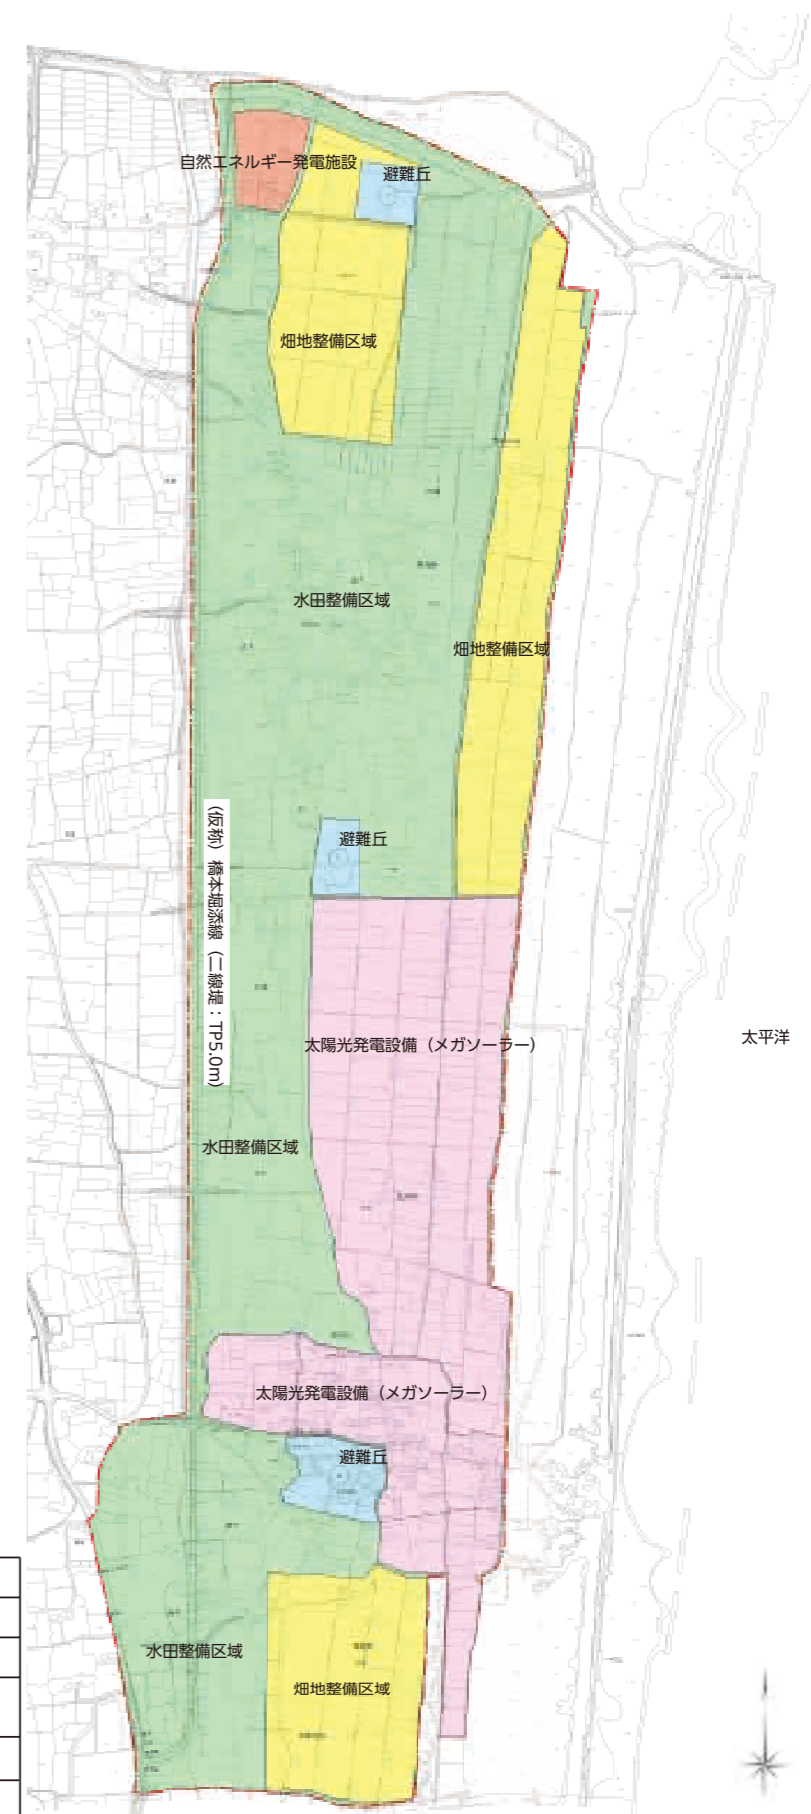 自然エネルギー発電施設
避難丘
畑地整備区域
水田整備区域
畑地整備区域
避難丘
(仮称) 橋本堀添線 (二線堤:TP5.0m)
太陽光発電設備 (メガソーラー)
太平洋
水田整備区域
太陽光発電設備 (メガソーラー)
避難丘
水田整備区域
畑地整備区域